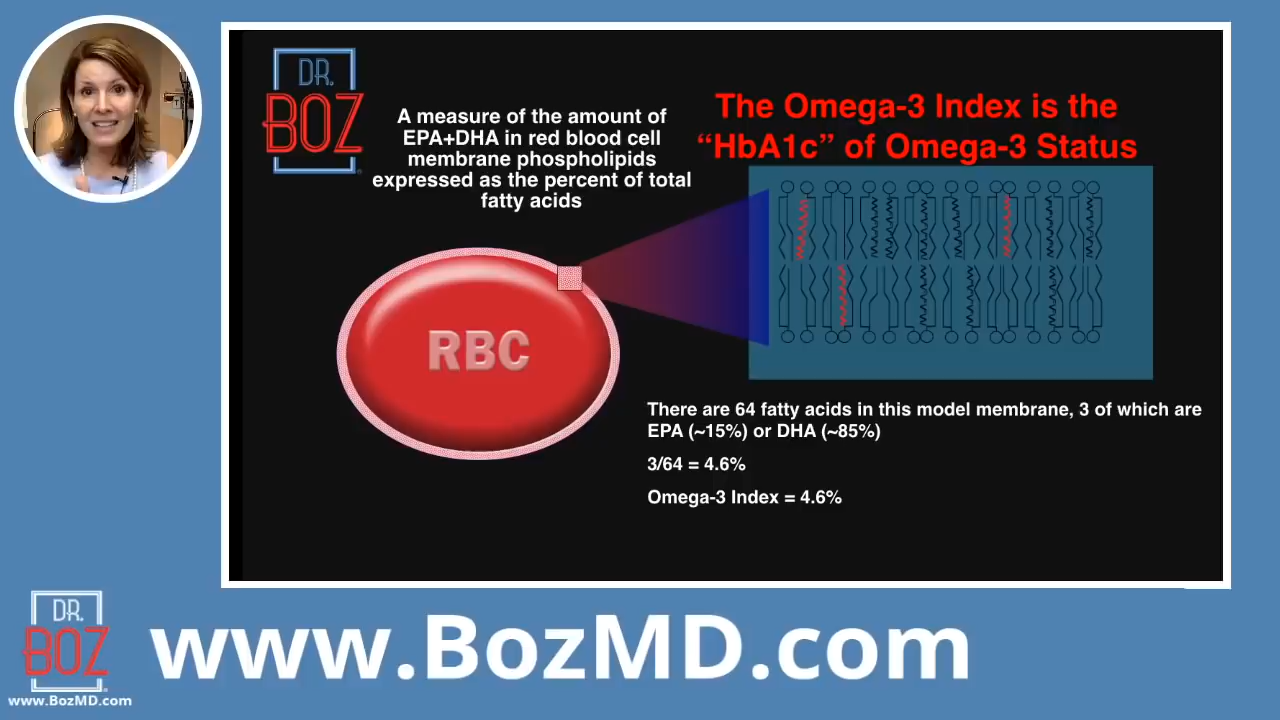 DR.
BOZ
A measure of the amount of
EPA+DHA in red blood cell
membrane phospholipids
expressed as the percent of total
fatty acids
The Omega-3 Index is the
“HbA1c” of Omega-3 Status
RBC
There are 64 fatty acids in this model membrane, 3 of which are
EPA (~15%) or DHA (~85%)
3/64 = 4.6%
Omega-3 Index = 4.6%
DR.
BOZ
www.BozMD.com
www.BozMD.com